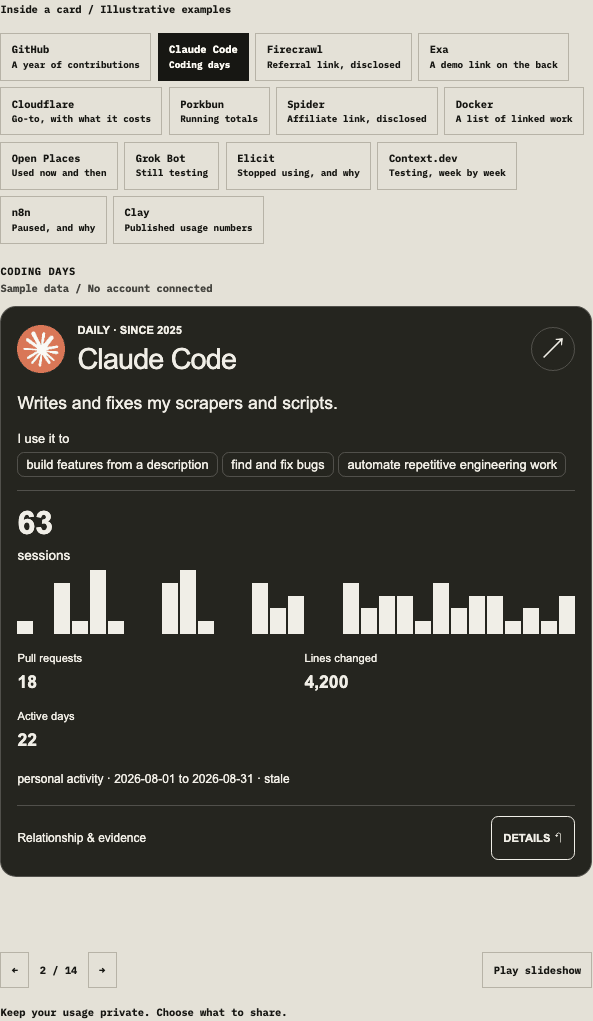 Inside a card / Illustrative examples
GitHub
A year of contributions
Claude Code
Coding days
Firecrawl
Referral link, disclosed
Exa
A demo link on the back
Cloudflare
Go-to, with what it costs
Porkbun
Running totals
Spider
Affiliate link, disclosed
Docker
A list of linked work
Open Places
Used now and then
Grok Bot
Still testing
Elicit
Stopped using, and why
Context.dev
Testing, week by week
n8n
Paused, and why
Clay
Published usage numbers
CODING DAYS
Sample data / No account connected
DAILY · SINCE 2025
Claude Code
Writes and fixes my scrapers and scripts.
I use it to
build features from a description
find and fix bugs
automate repetitive engineering work
63
sessions
Pull requests
18
Lines changed
4,200
Active days
22
personal activity · 2026-08-01 to 2026-08-31 · stale
Relationship & evidence
DETAILS
← 2 / 14 →
Play slideshow
Keep your usage private. Choose what to share.